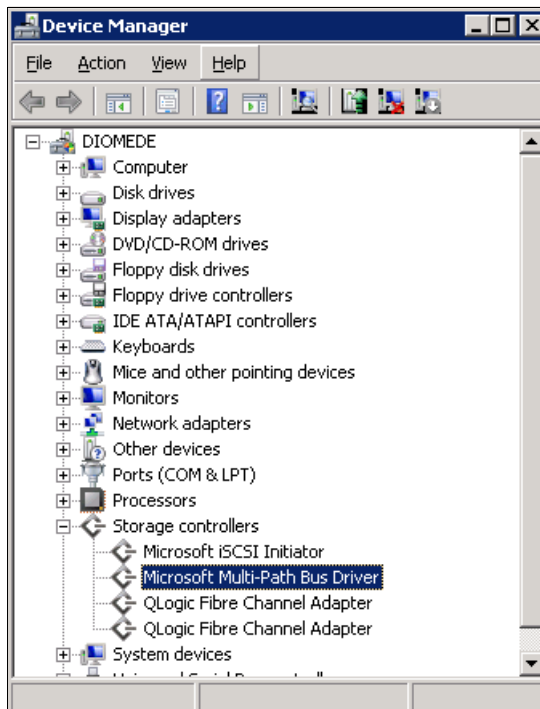 Device Manager
File Action View Help
DIOMEDE
Computer
Disk drives
Display adapters
DVD/CD-ROM drives
Floppy disk drives
Floppy drive controllers
IDE ATA/ATAPI controllers
Keyboards
Mice and other pointing devices
Monitors
Network adapters
Other devices
Ports (COM & LPT)
Processors
Storage controllers
Microsoft iSCSI Initiator
Microsoft Multi-Path Bus Driver
QLogic Fibre Channel Adapter
QLogic Fibre Channel Adapter
System devices